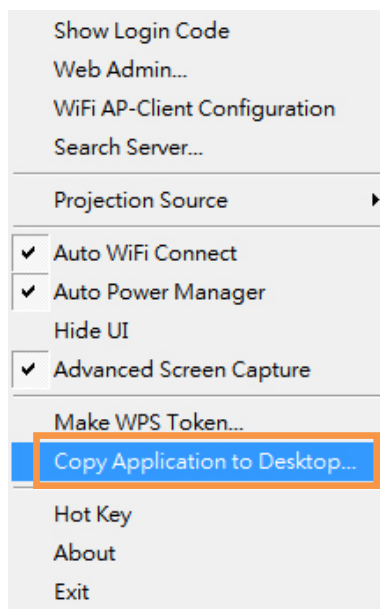 Show Login Code
Web Admin...
WiFi AP-Client Configuration
Search Server...
Projection Source
Auto WiFi Connect
Auto Power Manager
Hide UI
Advanced Screen Capture
Make WPS Token...
Copy Application to Desktop...
Hot Key
About
Exit